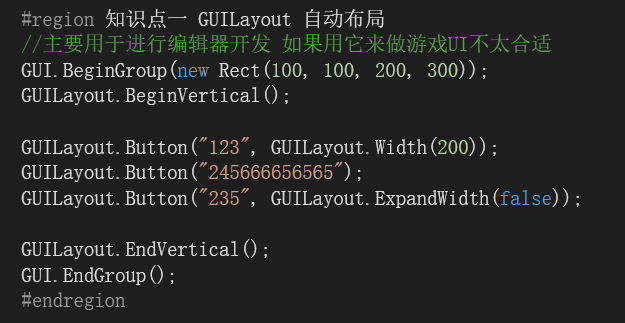 #region 知识点一 GUILayout 自动布局
//主要用于进行编辑器开发 如果用它来做游戏UI不太合适
GUI.BeginGroup(new Rect(100, 100, 200, 300));
GUILayout.BeginVertical();
GUILayout.Button("123", GUILayout.Width(200));
GUILayout.Button("245666656565");
GUILayout.Button("235", GUILayout.ExpandWidth(false));
GUILayout.EndVertical();
GUI.EndGroup();
#endregion